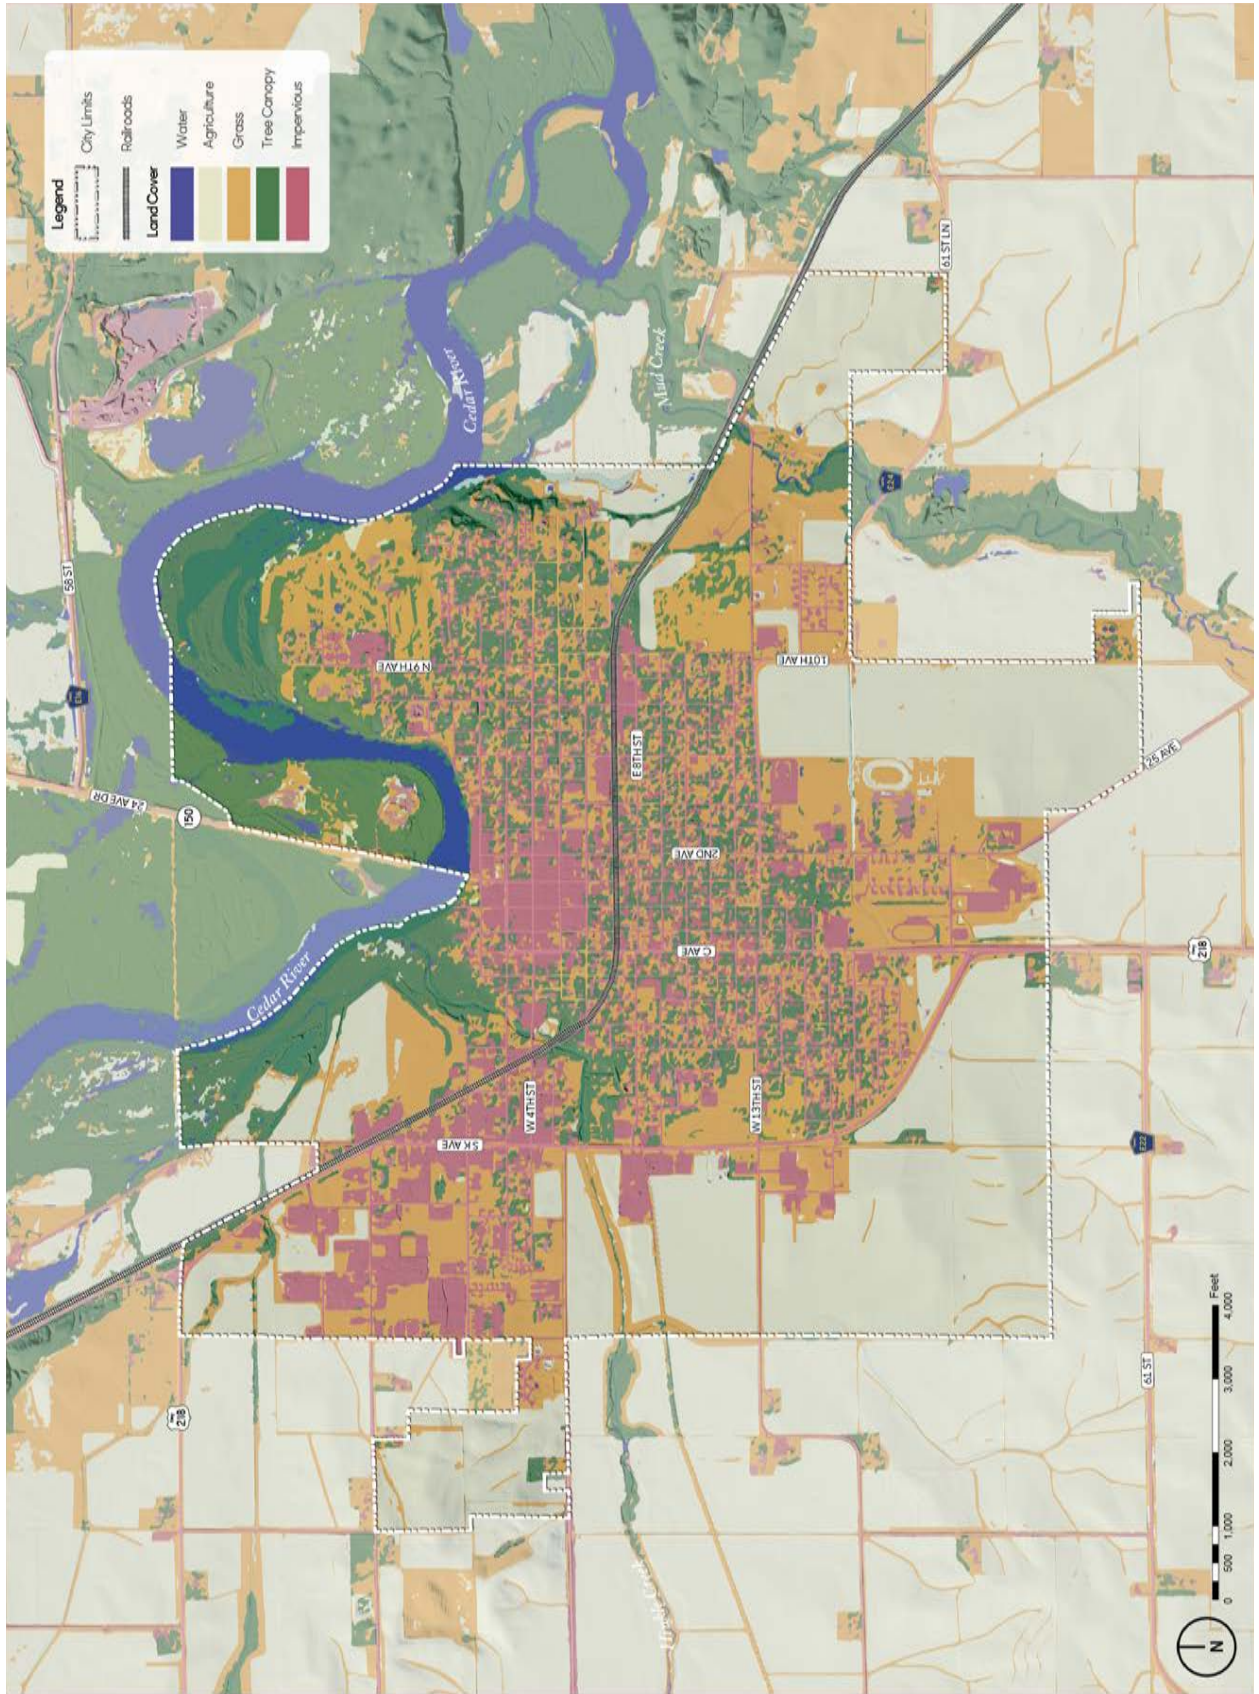 Legend
City Limits
Railroads
Land Cover
Water
Agriculture
Grass
Tree Canopy
Impervious
58 ST
24 AVE DR
150
Cedar River
Cedar River
Mud Creek
N 9TH AVE
10TH AVE
E 8TH ST
2ND AVE
C AVE
W 4TH ST
S K AVE
W 13TH ST
61 ST LN
E24
25 AVE
218
218
E22
61 ST
0 500 1,000 2,000 3,000 4,000
Feet
N